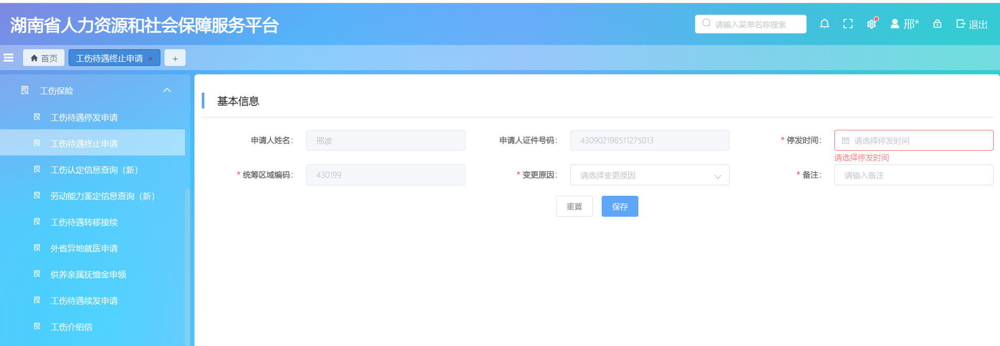 湖南省人力资源和社会保障服务平台
请输入菜单名称搜索
邢*
退出
首页
工伤待遇终止申请 ×
+
工伤保险
工伤待遇停发申请
工伤待遇终止申请
工伤认定信息查询（新）
劳动能力鉴定信息查询（新）
工伤待遇转移接续
外省异地就医申请
供养亲属抚恤金申领
工伤待遇续发申请
工伤介绍信
基本信息
申请人姓名: 邢波
申请人证件号码: 430902198511275013
* 停发时间: 请选择停发时间
请选择停发时间
* 统筹区域编码: 430199
* 变更原因: 请选择变更原因
* 备注: 请输入备注
重置
保存